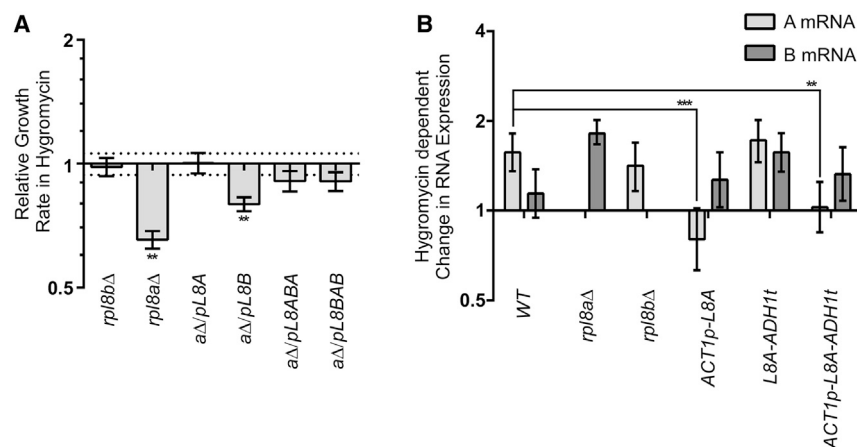 A
Relative Growth
Rate in Hygromycin
2
1
0.5
**
**
rpl8bΔ
rpl8aΔ
aΔ/pL8A
aΔ/pL8B
aΔ/pL8ABA
aΔ/pL8BAB
B
Hygromycin dependent
Change in RNA Expression
4
2
1
0.5
A mRNA
B mRNA
***
**
WT
rpl8aΔ
rpl8bΔ
ACT1p-L8A
L8A-ADH1t
ACT1p-L8A-ADH1t